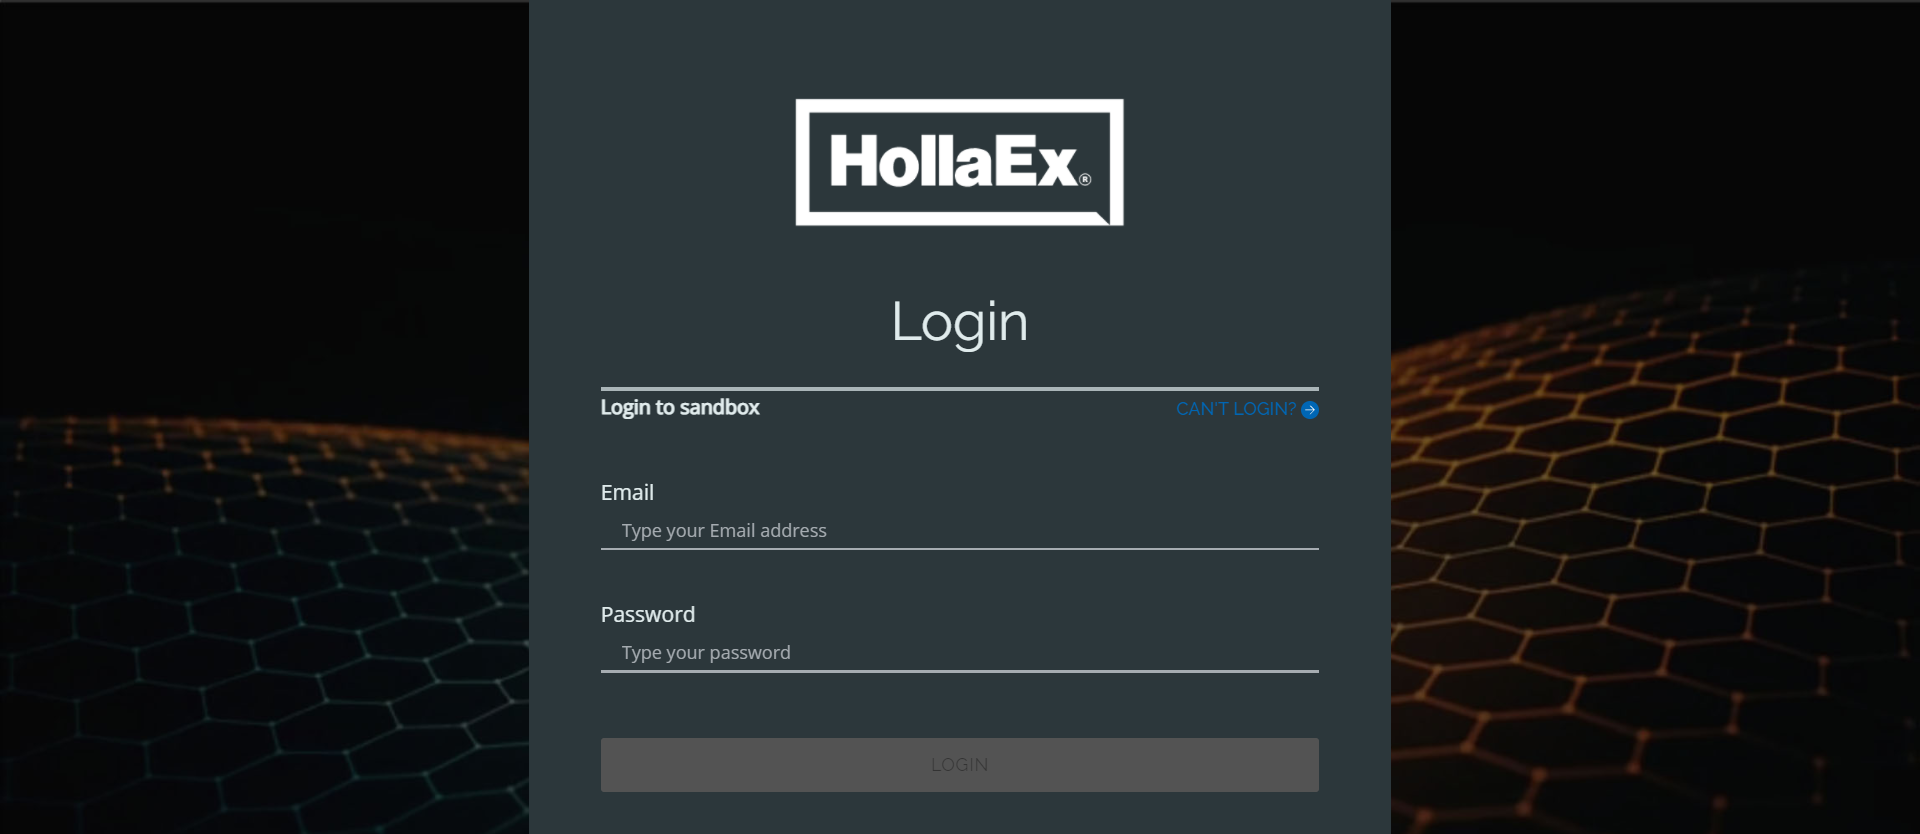 HollaEx®
Login
Login to sandbox
CAN'T LOGIN?
Email
Type your Email address
Password
Type your password
LOGIN